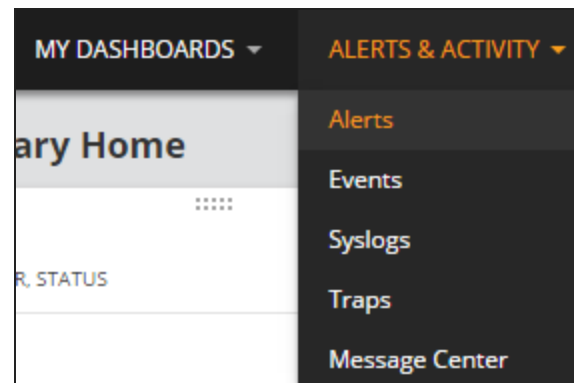 MY DASHBOARDS
ALERTS & ACTIVITY
ary Home
R, STATUS
Alerts
Events
Syslogs
Traps
Message Center